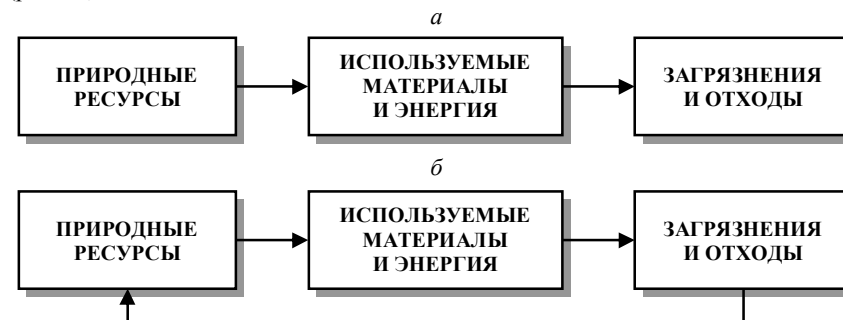 а
ПРИРОДНЫЕ
РЕСУРСЫ
ИСПОЛЬЗУЕМЫЕ
МАТЕРИАЛЫ
И ЭНЕРГИЯ
ЗАГРЯЗНЕНИЯ
И ОТХОДЫ
б
ПРИРОДНЫЕ
РЕСУРСЫ
ИСПОЛЬЗУЕМЫЕ
МАТЕРИАЛЫ
И ЭНЕРГИЯ
ЗАГРЯЗНЕНИЯ
И ОТХОДЫ